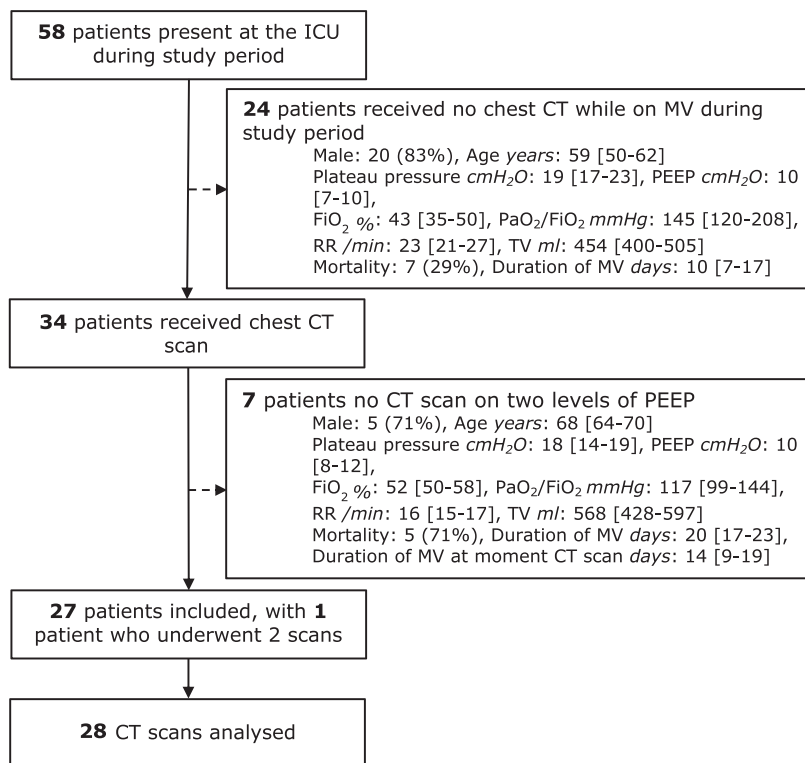 58 patients present at the ICU
during study period
24 patients received no chest CT while on MV during
study period
Male: 20 (83%), Age years: 59 [50-62]
Plateau pressure cmH₂O: 19 [17-23], PEEP cmH₂O: 10
[7-10],
FiO₂ %: 43 [35-50], PaO₂/FiO₂ mmHg: 145 [120-208],
RR /min: 23 [21-27], TV ml: 454 [400-505]
Mortality: 7 (29%), Duration of MV days: 10 [7-17]
34 patients received chest CT
scan
7 patients no CT scan on two levels of PEEP
Male: 5 (71%), Age years: 68 [64-70]
Plateau pressure cmH₂O: 18 [14-19], PEEP cmH₂O: 10
[8-12],
FiO₂ %: 52 [50-58], PaO₂/FiO₂ mmHg: 117 [99-144],
RR /min: 16 [15-17], TV ml: 568 [428-597]
Mortality: 5 (71%), Duration of MV days: 20 [17-23],
Duration of MV at moment CT scan days: 14 [9-19]
27 patients included, with 1
patient who underwent 2 scans
28 CT scans analysed